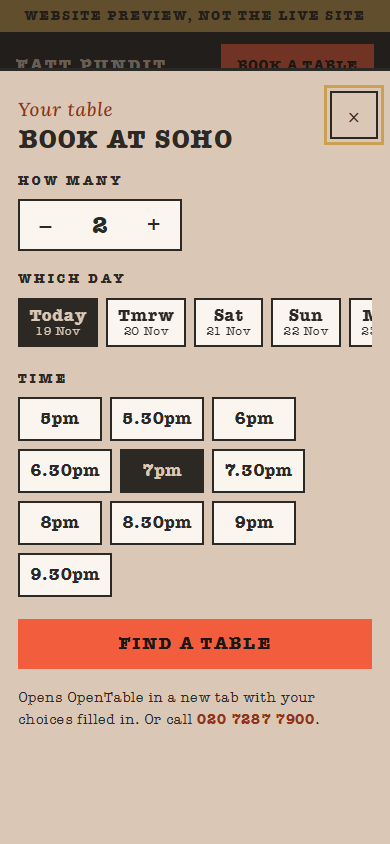 WEBSITE PREVIEW, NOT THE LIVE SITE
FATT PUNDIT
BOOK A TABLE
Your table
BOOK AT SOHO
×
HOW MANY
– 2 +
WHICH DAY
Today Tmrw Sat Sun
19 Nov 20 Nov 21 Nov 22 Nov
TIME
5pm 5.30pm 6pm
6.30pm 7pm 7.30pm
8pm 8.30pm 9pm
9.30pm
FIND A TABLE
Opens OpenTable in a new tab with your
choices filled in. Or call 020 7287 7900.